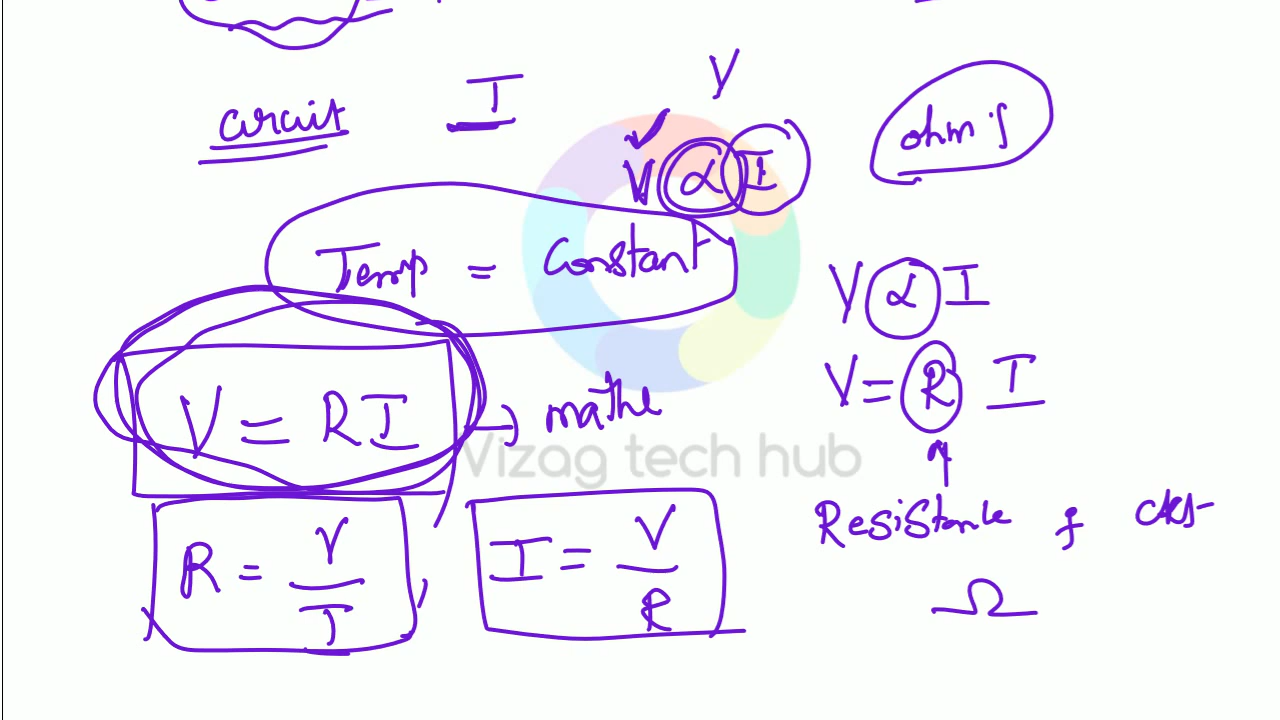 V
circuit I
V ∝ I ohm's
Temp = Constant
V ∝ I
V = R I
V = RI → mathe
Vizag tech hub
Resistance of ckt
R = V/I , I = V/R
Ω